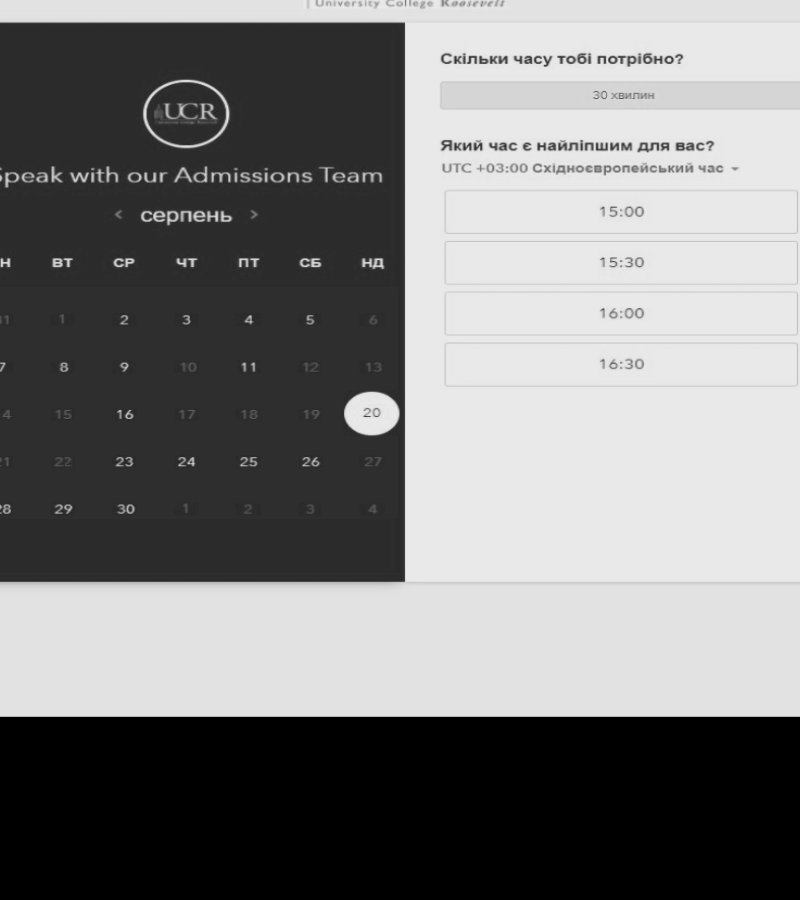 | University College Roosevelt
UCR
Speak with our Admissions Team
< серпень >
Н ВТ СР ЧТ ПТ СБ НД
31 1 2 3 4 5 6
7 8 9 10 11 12 13
14 15 16 17 18 19 20
21 22 23 24 25 26 27
28 29 30 1 2 3 4
Скільки часу тобі потрібно?
30 хвилин
Який час є найліпшим для вас?
UTC +03:00 Східноєвропейський час
15:00
15:30
16:00
16:30